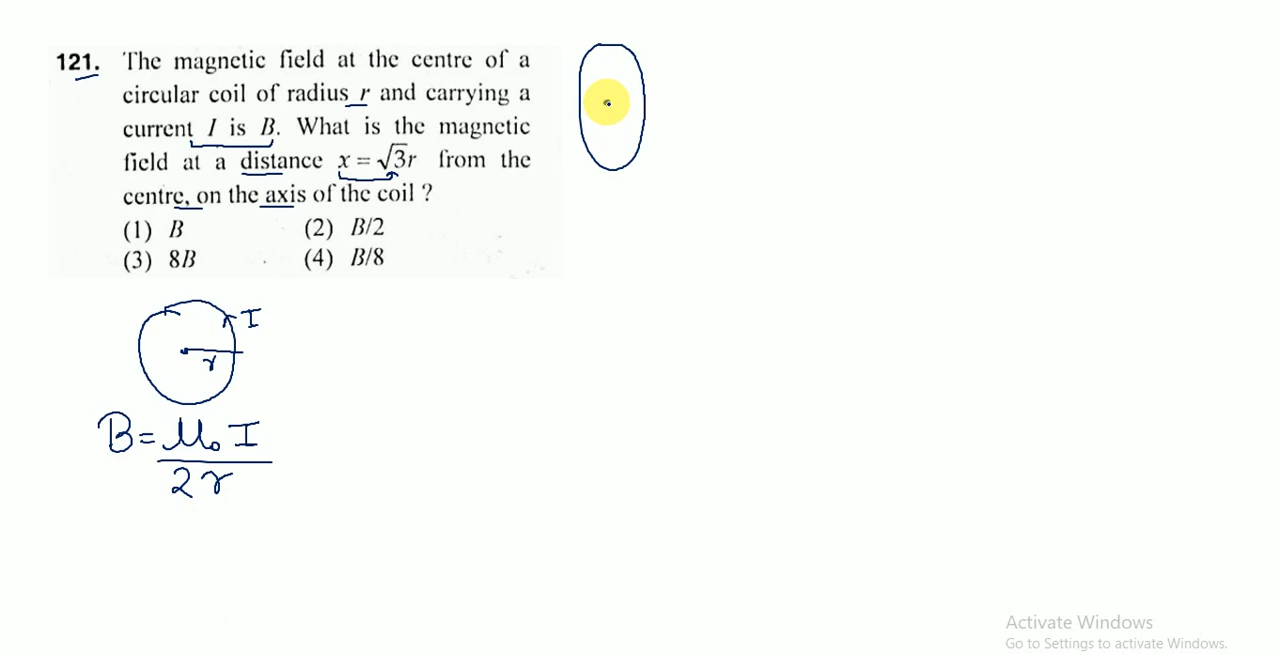 121. The magnetic field at the centre of a
circular coil of radius r and carrying a
current I is B. What is the magnetic
field at a distance x = √3r from the
centre, on the axis of the coil ?
(1) B (2) B/2
(3) 8B (4) B/8
I
r
B = μ₀ I
2r
Activate Windows
Go to Settings to activate Windows.